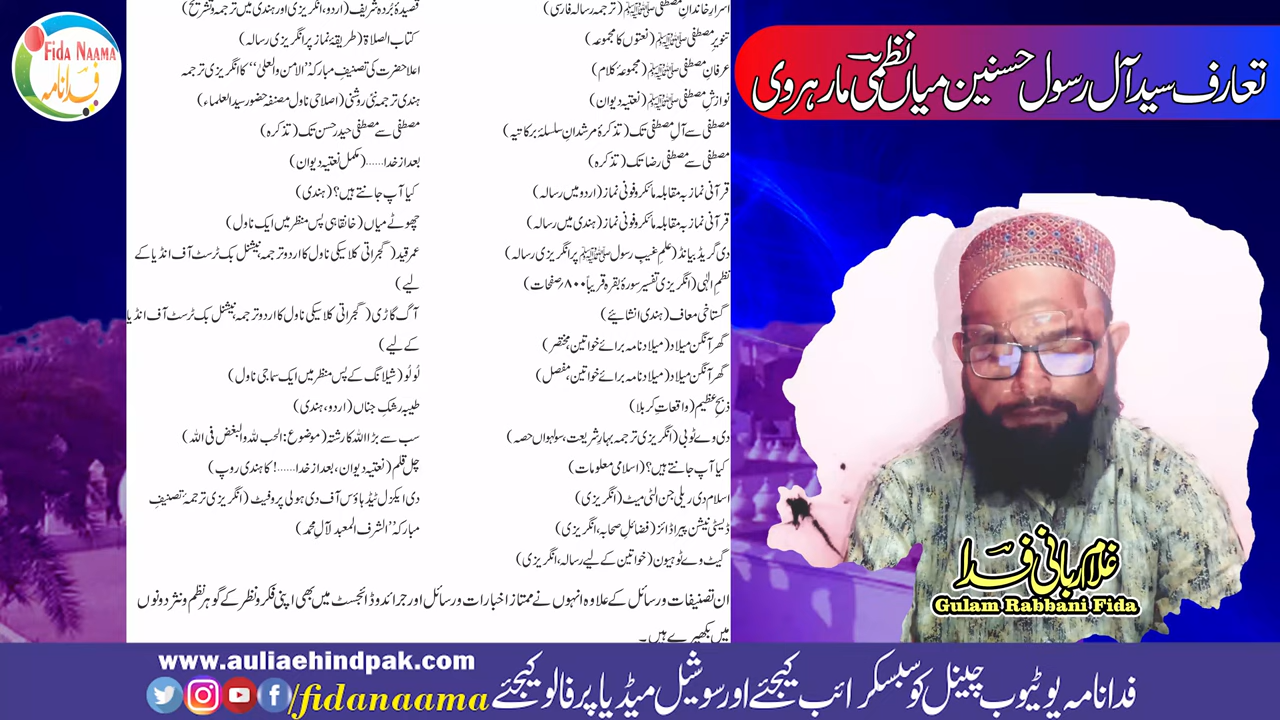 Fida Naama
فدانامہ
تعارف سید آل رسول حسنین میاں نظمی مارہروی
اسرار خاندانِ مصطفی ﷺ (ترجمہ رسالہ فارسی)
تنویرِ مصطفی ﷺ (نعتوں کا مجموعہ)
عرفانِ مصطفی ﷺ (مجموعۂ کلام)
نوازشِ مصطفی ﷺ (نعتیہ دیوان)
مصطفی سے آلِ مصطفی تک (تذکرۂ مرشدانِ سلسلۂ برکاتیہ)
مصطفی سے مصطفی رضا تک (تذکرہ)
قرآنی نماز بہ مقابلہ مائکروفونی نماز (اردو میں رسالہ)
قرآنی نماز بہ مقابلہ مائکروفونی نماز (ہندی میں رسالہ)
دی گریڈ بیانڈ (علمِ غیبِ رسول ﷺ پر انگریزی رسالہ)
نظمِ الٰہی (انگریزی تفسیر سورۂ بقرہ قریباً ۸۰۰؍ صفحات)
گستاخی معاف (ہندی انشائیے)
گھر آنگن میلاد (میلاد نامہ برائے خواتین، مختصر)
گھر آنگن میلاد (میلاد نامہ برائے خواتین، مفصل)
ذبحِ عظیم (واقعاتِ کربلا)
دی وے ٹو بی (انگریزی ترجمہ بہارِ شریعت، سولہواں حصہ)
کیا آپ جانتے ہیں؟ (اسلامی معلومات)
اسلام دی ریلی جن الٹی میٹ (انگریزی)
ڈیسٹی نیشن پیراڈائز (فضائلِ صحابہ، انگریزی)
گیٹ وے ٹو ہیون (خواتین کے لیے رسالہ، انگریزی)
قصیدۂ بردہ شریف (اردو، انگریزی اور ہندی میں ترجمہ و تشریح)
کتاب الصلاۃ (طریقۂ نماز پر انگریزی رسالہ)
اعلا حضرت کی تصنیفِ مبارکہ ’’الامن والعلیٰ‘‘ کا انگریزی ترجمہ
ہندی ترجمہ نئی روشنی (اصلاحی ناول مصنفہ حضور سید العلماء)
مصطفی سے مصطفی حیدر حسن تک (تذکرہ)
بعد از خدا...... (مکمل نعتیہ دیوان)
کیا آپ جانتے ہیں؟ (ہندی)
چھوٹے میاں (خانقاہی پس منظر میں ایک ناول)
عمر قید (گجراتی کلاسیکی ناول کا اردو ترجمہ نیشنل بک ٹرسٹ آف انڈیا کے
لیے)
آگ گاڑی (گجراتی کلاسیکی ناول کا اردو ترجمہ، نیشنل بک ٹرسٹ آف انڈیا
کے لیے)
لُولُو (شیلانگ کے پس منظر میں ایک سماجی ناول)
طیبہ رشکِ جناں (اردو، ہندی)
سب سے بڑا اللہ کا رشتہ (موضوع: الحب للہ والبغض فی اللہ)
چل قلم (نعتیہ دیوان، بعد از خدا......! کا ہندی روپ)
دی ایکزل ٹیڈ ہاؤس آف دی ہولی پروفیٹ (انگریزی ترجمۂ تصنیفِ
مبارکہ ’’الشرف المعبد لآلِ محمد)
ان تصنیفات و رسائل کے علاوہ انہوں نے ممتاز اخبارات و رسائل اور جرائد و ڈائجسٹ میں بھی اپنی فکر و نظر کے گوہر نظم و نثر دونوں
میں بکھیرے ہیں۔
غلام ربانی فدا
Gulam Rabbani Fida
www.auliaehindpak.com
/fidanaama
فدانامہ یوٹیوب چینل کو سبسکرائب کیجئے اور سوشیل میڈیا پر فالو کیجئے